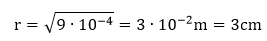 r = √(9 · 10⁻⁴) = 3 · 10⁻²m = 3cm